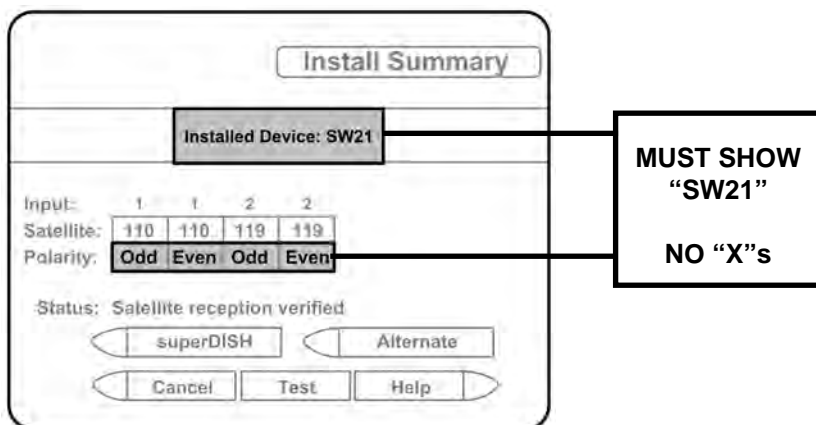 Install Summary
Installed Device: SW21
Input: 1 1 2 2
Satellite: 110 110 119 119
Polarity: Odd Even Odd Even
Status: Satellite reception verified
superDISH Alternate
Cancel Test Help
MUST SHOW
“SW21”
NO “X”s